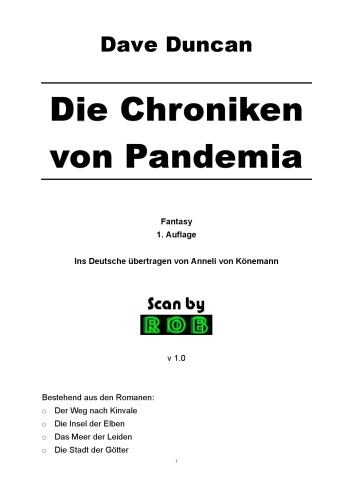 Dave Duncan
Die Chroniken
von Pandemia
Fantasy
1. Auflage
Ins Deutsche übertragen von Anneli von Könemann
Scan by
ROB
v 1.0
Bestehend aus den Romanen:
o Der Weg nach Kinvale
o Die Insel der Elben
o Das Meer der Leiden
o Die Stadt der Götter
1